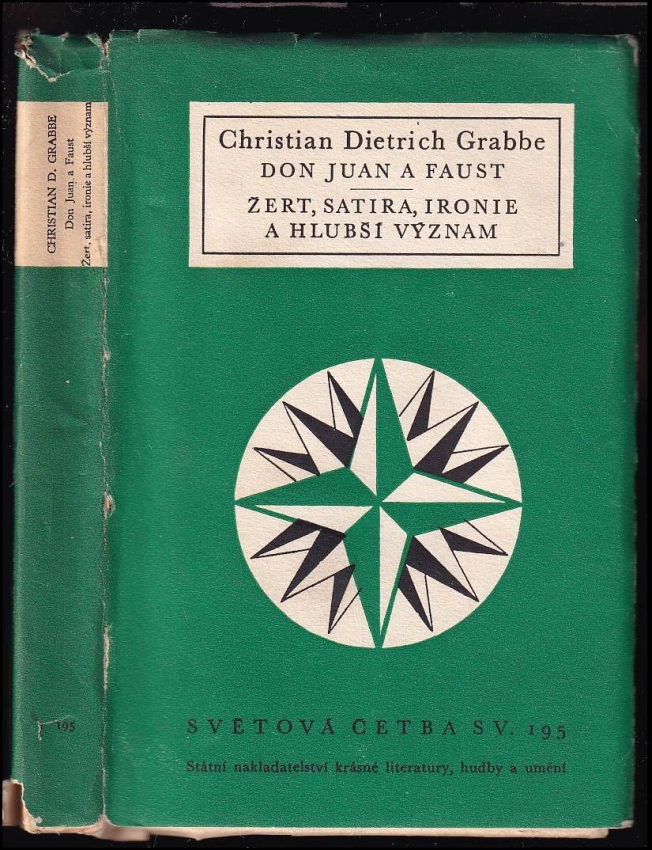 CHRISTIAN D. GRABBE
Don Juan a Faust
Žert, satira, ironie a hlubší význam
195
Christian Dietrich Grabbe
DON JUAN A FAUST
ŽERT, SATIRA, IRONIE
A HLUBŠÍ VÝZNAM
SVĚTOVÁ ČETBA SV. 195
Státní nakladatelství krásné literatury, hudby a umění